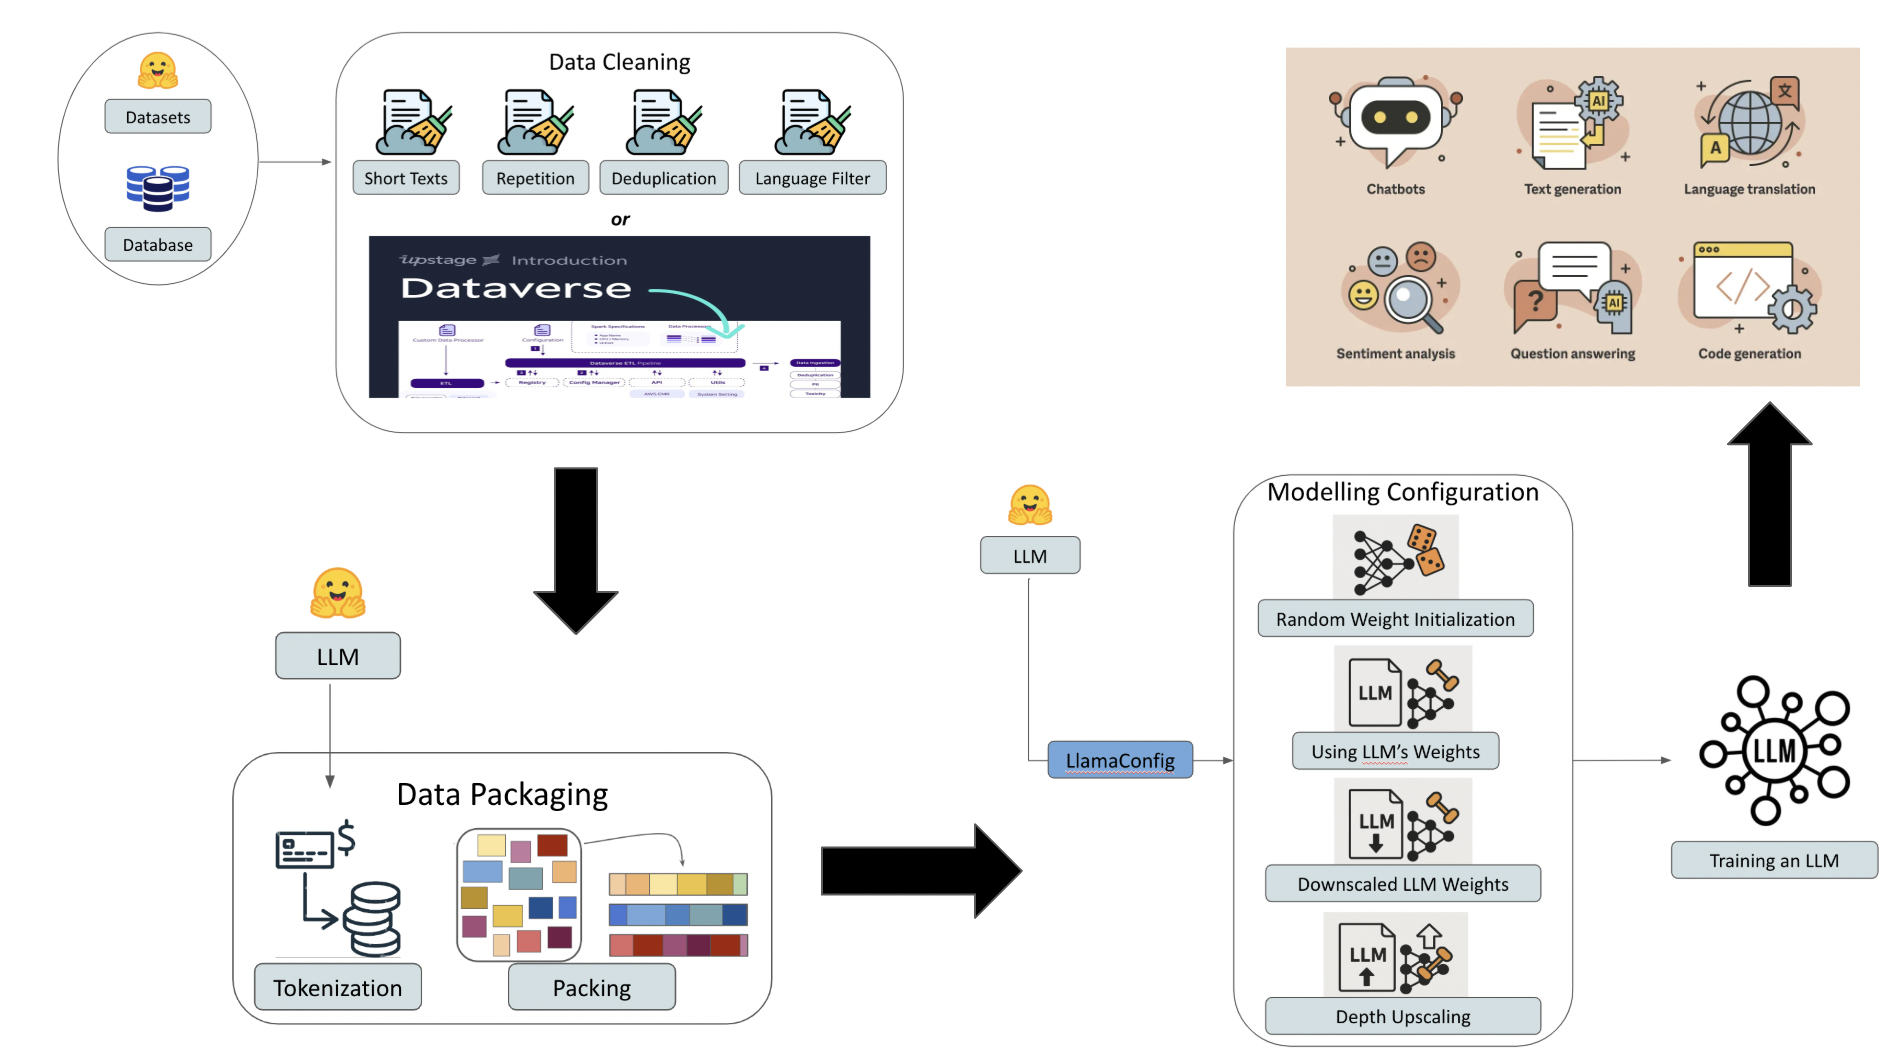 Datasets
Database
Data Cleaning
Short Texts
Repetition
Deduplication
Language Filter
or
upstage Introduction
Dataverse
Custom Data Processor
Configuration
Spark Specifications
Data Processor
Dataverse ETL Pipeline
Data Ingestion
ETL
Registry
Config Manager
API
Utils
Deduplication
PII
Toxicity
AWS EMR
System Setting
LLM
Data Packaging
$
Tokenization
Packing
LLM
LlamaConfig
Modelling Configuration
Random Weight Initialization
LLM
Using LLM's Weights
LLM
Downscaled LLM Weights
LLM
Depth Upscaling
LLM
Training an LLM
AI
文
A
Chatbots
Text generation
Language translation
?
AI
</>
Sentiment analysis
Question answering
Code generation